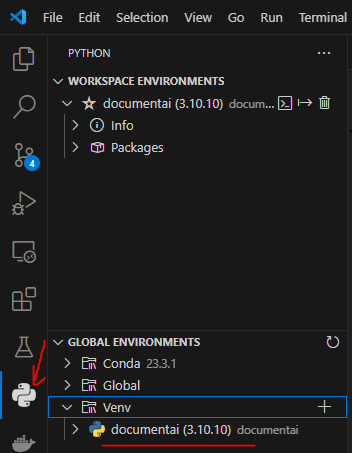 File Edit Selection View Go Run Terminal
PYTHON
WORKSPACE ENVIRONMENTS
documentai (3.10.10) docum...
Info
Packages
4
GLOBAL ENVIRONMENTS
Conda 23.3.1
Global
Venv
documentai (3.10.10) documentai